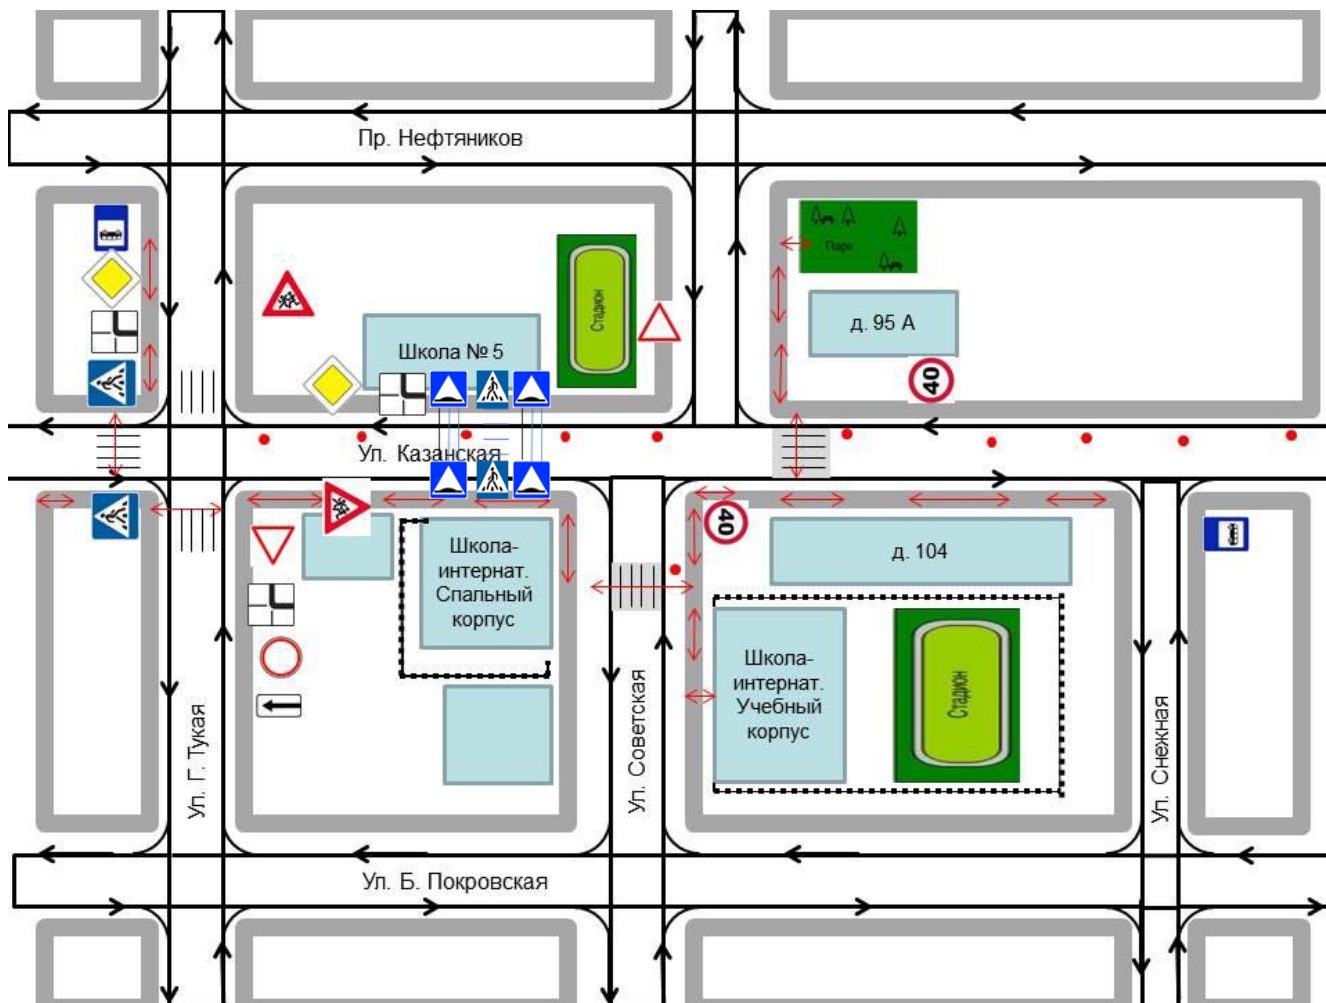 Пр. Нефтяников
Парк
Стадион
д. 95 А
Школа № 5
40
Ул. Казанская
40
Школа-
интернат.
Спальный
корпус
д. 104
Школа-
интернат.
Учебный
корпус
Стадион
Ул. Г. Тукая
Ул. Советская
Ул. Снежная
Ул. Б. Покровская